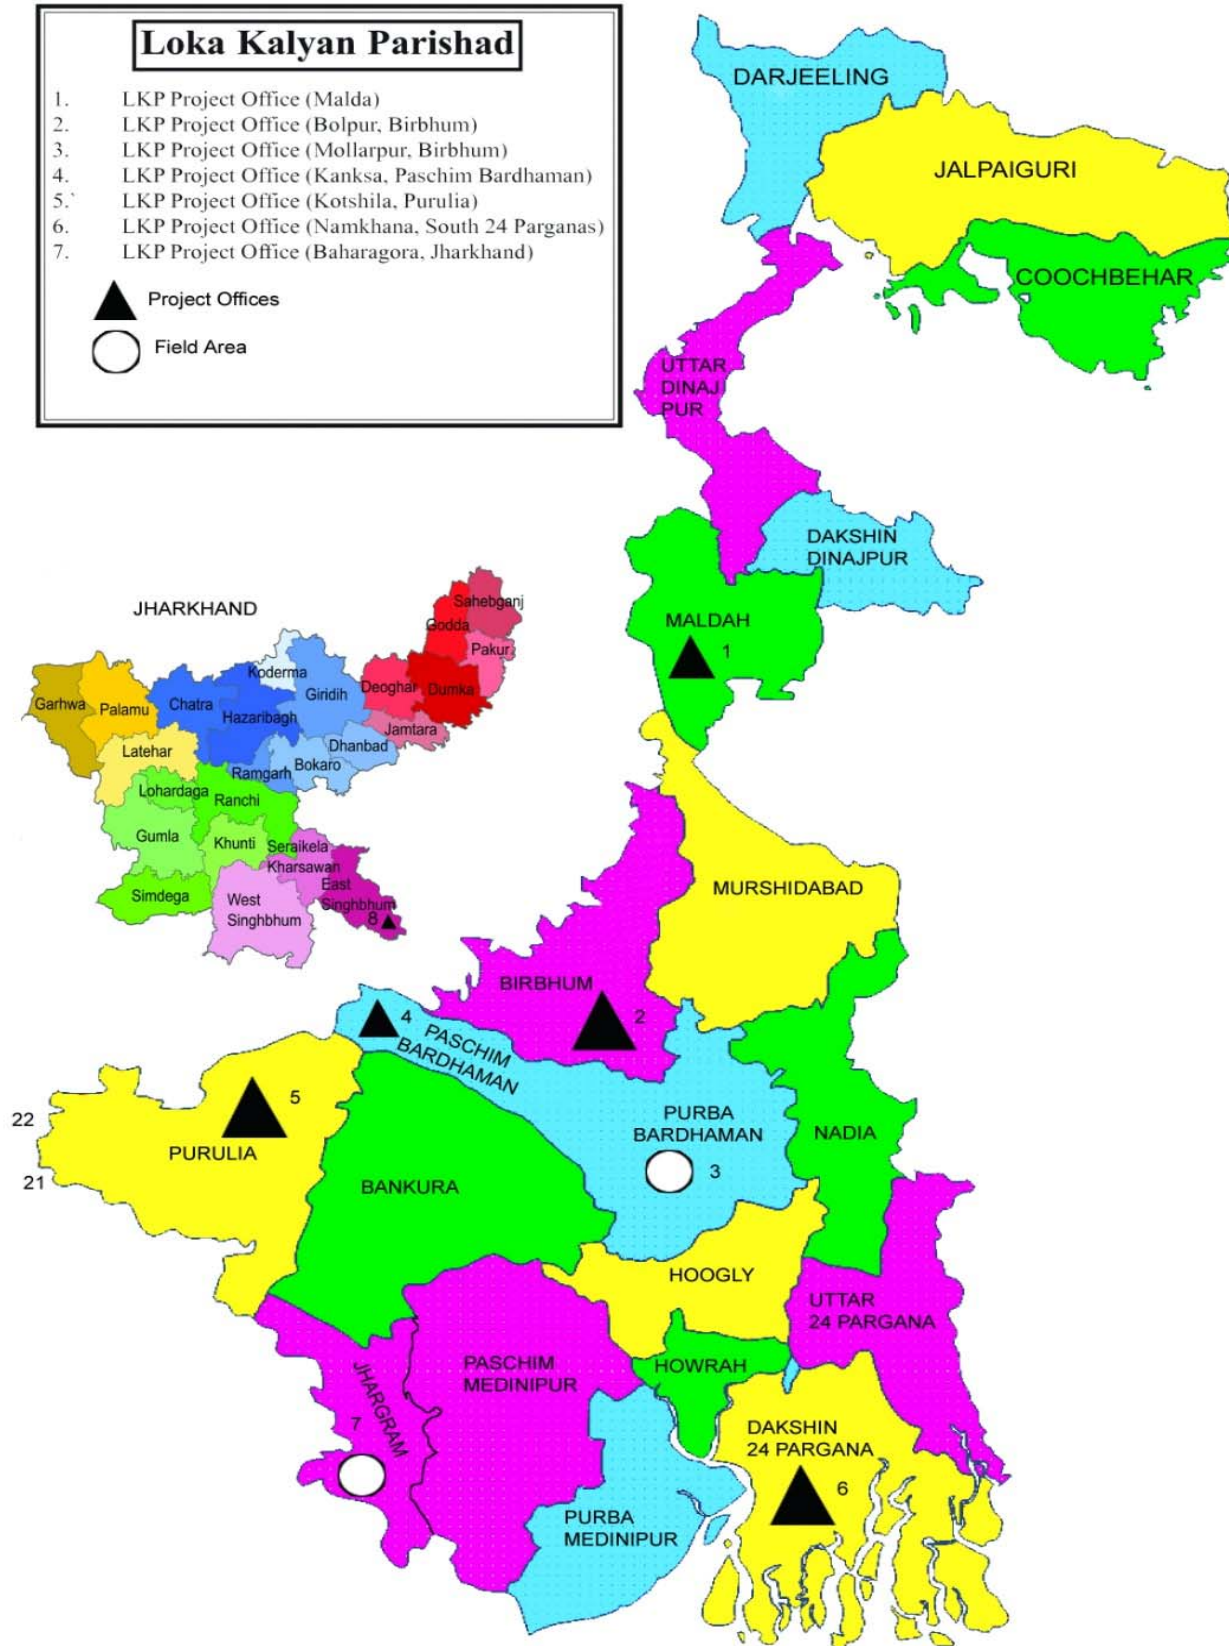 Loka Kalyan Parishad
1. LKP Project Office (Malda)
2. LKP Project Office (Bolpur, Birbhum)
3. LKP Project Office (Mollarpur, Birbhum)
4. LKP Project Office (Kanksa, Paschim Bardhaman)
5.` LKP Project Office (Kotshila, Purulia)
6. LKP Project Office (Namkhana, South 24 Parganas)
7. LKP Project Office (Baharagora, Jharkhand)
Project Offices
Field Area
DARJEELING
JALPAIGURI
COOCHBEHAR
UTTAR
DINAJ
PUR
DAKSHIN
DINAJPUR
MALDAH
1
JHARKHAND
Sahebganj
Godda
Pakur
Koderma
Giridih
Deoghar
Dumka
Garhwa
Palamu
Chatra
Hazaribagh
Jamtara
Latehar
Dhanbad
Ramgarh
Bokaro
Lohardaga
Ranchi
Gumla
Khunti
Seraikela
Kharsawan
East
Singhbhum
8
Simdega
West
Singhbhum
MURSHIDABAD
BIRBHUM
2
4
PASCHIM
BARDHAMAN
5
22
PURULIA
21
PURBA
BARDHAMAN
3
NADIA
BANKURA
HOOGLY
UTTAR
24 PARGANA
HOWRAH
PASCHIM
MEDINIPUR
JHARGRAM
7
DAKSHIN
24 PARGANA
6
PURBA
MEDINIPUR